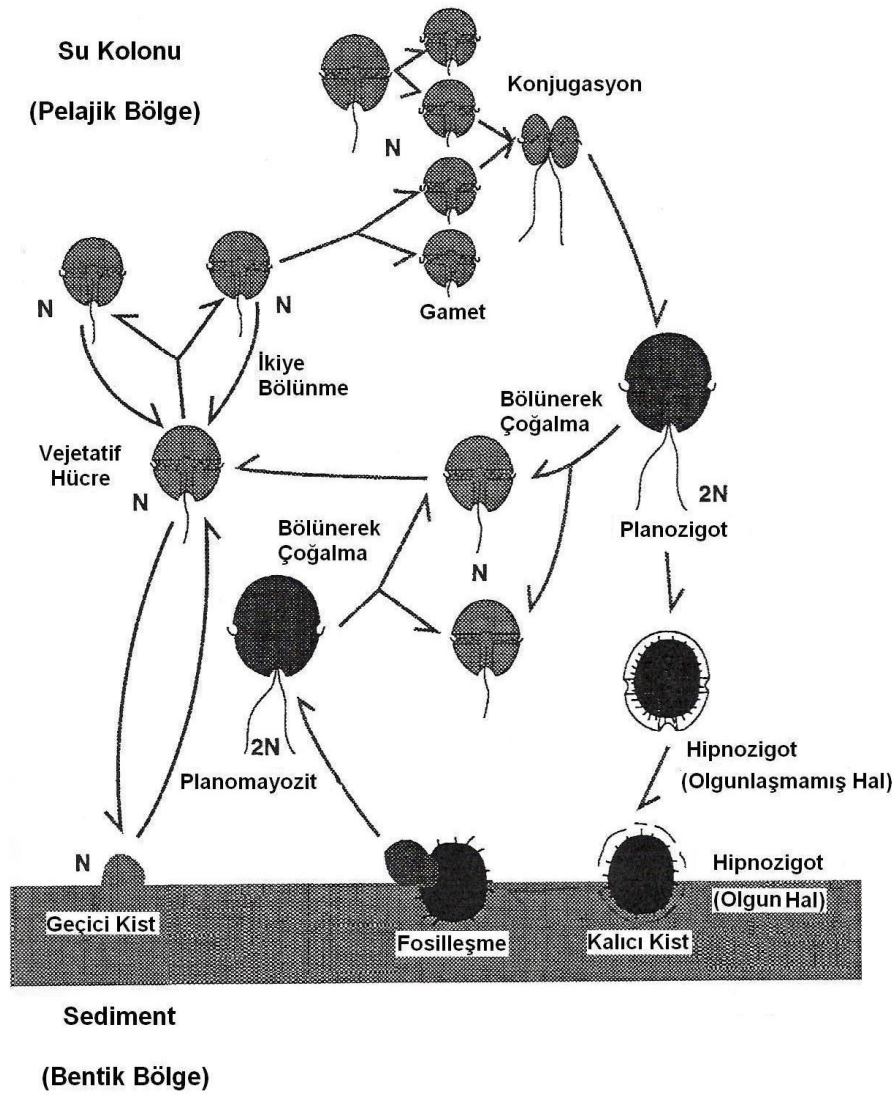 Su Kolonu
(Pelajik Bölge)
Konjugasyon
N
Gamet
N
N
İkiye
Bölünme
Vejetatif
Hücre
N
Bölünerek
Çoğalma
2N
Planozigot
Bölünerek
Çoğalma
N
2N
Planomayozit
Hipnozigot
(Olgunlaşmamış Hal)
N
Geçici Kist
Fosilleşme
Kalıcı Kist
Hipnozigot
(Olgun Hal)
Sediment
(Bentik Bölge)